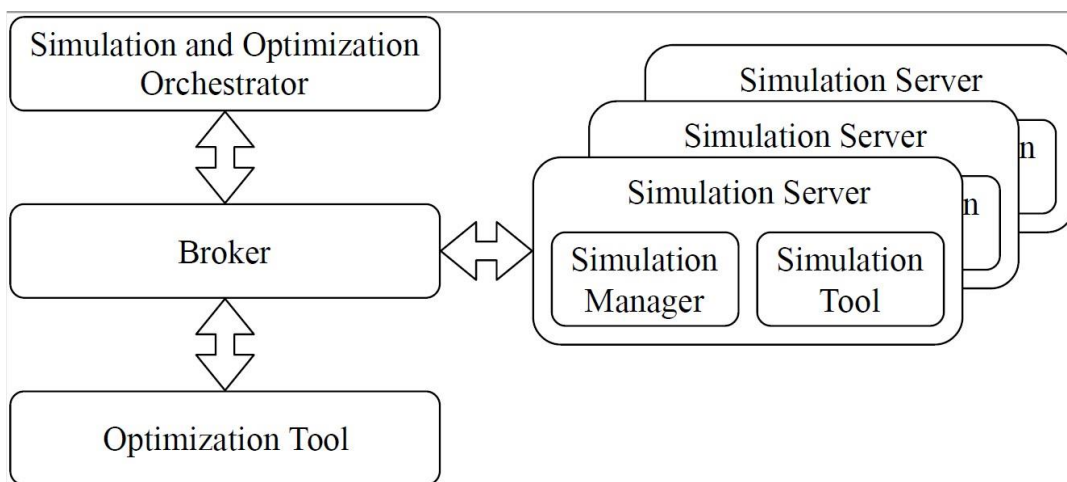 Simulation and Optimization
Orchestrator
Simulation Server
Simulation Server
Simulation Server
n
n
Broker
Simulation
Manager
Simulation
Tool
Optimization Tool